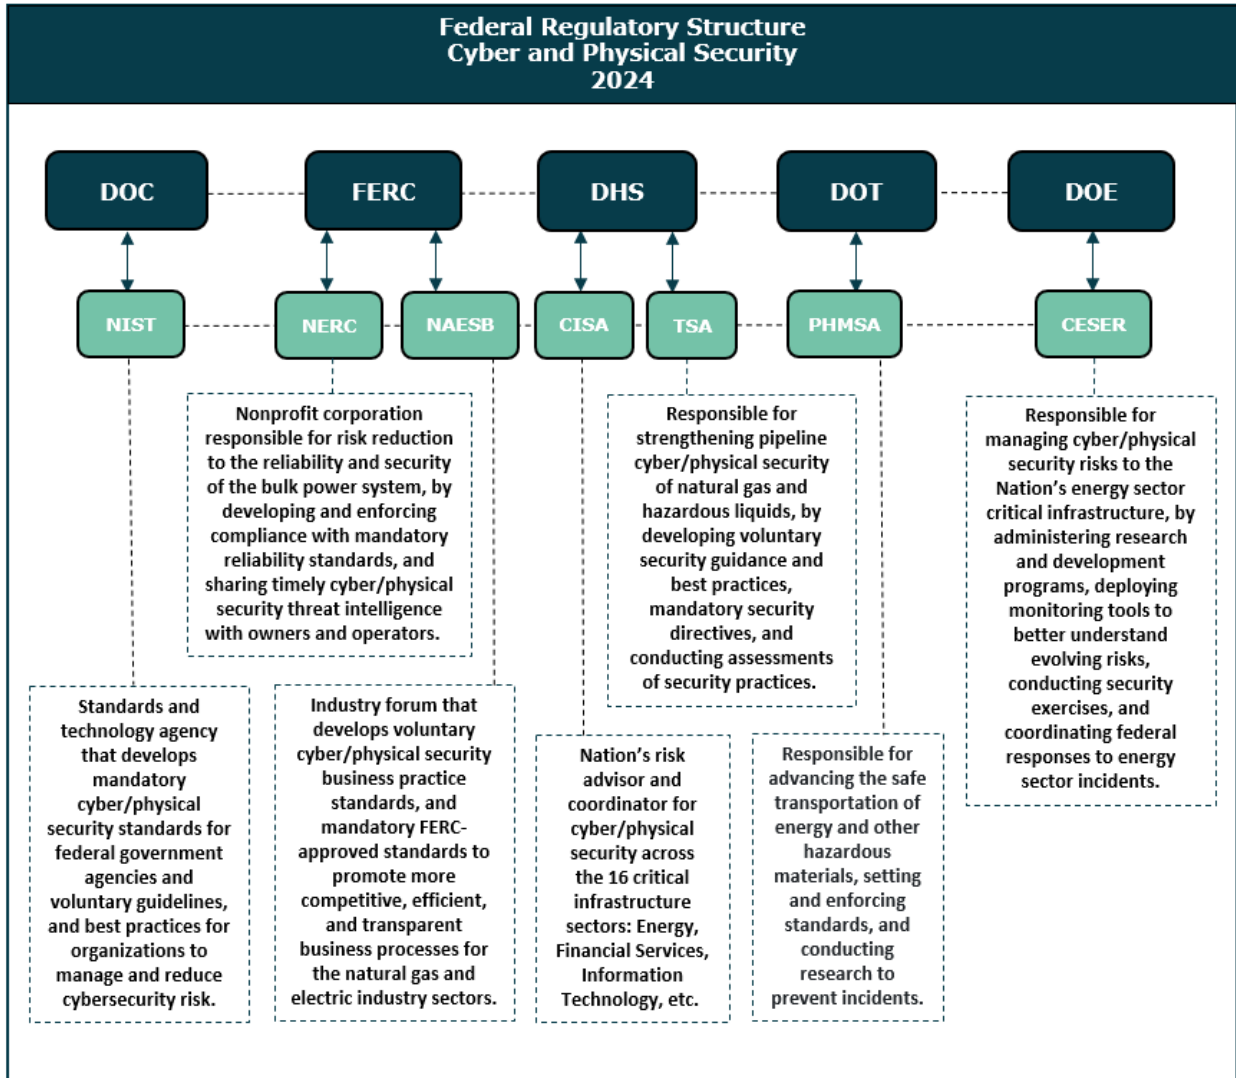 Federal Regulatory Structure
Cyber and Physical Security
2024
DOC
FERC
DHS
DOT
DOE
NIST
NERC
NAESB
CISA
TSA
PHMSA
CESER
Nonprofit corporation
responsible for risk reduction
to the reliability and security
of the bulk power system, by
developing and enforcing
compliance with mandatory
reliability standards, and
sharing timely cyber/physical
security threat intelligence
with owners and operators.
Responsible for
strengthening pipeline
cyber/physical security
of natural gas and
hazardous liquids, by
developing voluntary
security guidance and
best practices,
mandatory security
directives, and
conducting assessments
of security practices.
Responsible for
managing cyber/physical
security risks to the
Nation’s energy sector
critical infrastructure, by
administering research
and development
programs, deploying
monitoring tools to
better understand
evolving risks,
conducting security
exercises, and
coordinating federal
responses to energy
sector incidents.
Standards and
technology agency
that develops
mandatory
cyber/physical
security standards for
federal government
agencies and
voluntary guidelines,
and best practices for
organizations to
manage and reduce
cybersecurity risk.
Industry forum that
develops voluntary
cyber/physical security
business practice
standards, and
mandatory FERC-
approved standards to
promote more
competitive, efficient,
and transparent
business processes for
the natural gas and
electric industry sectors.
Nation’s risk
advisor and
coordinator for
cyber/physical
security across
the 16 critical
infrastructure
sectors: Energy,
Financial Services,
Information
Technology, etc.
Responsible for
advancing the safe
transportation of
energy and other
hazardous
materials, setting
and enforcing
standards, and
conducting
research to
prevent incidents.